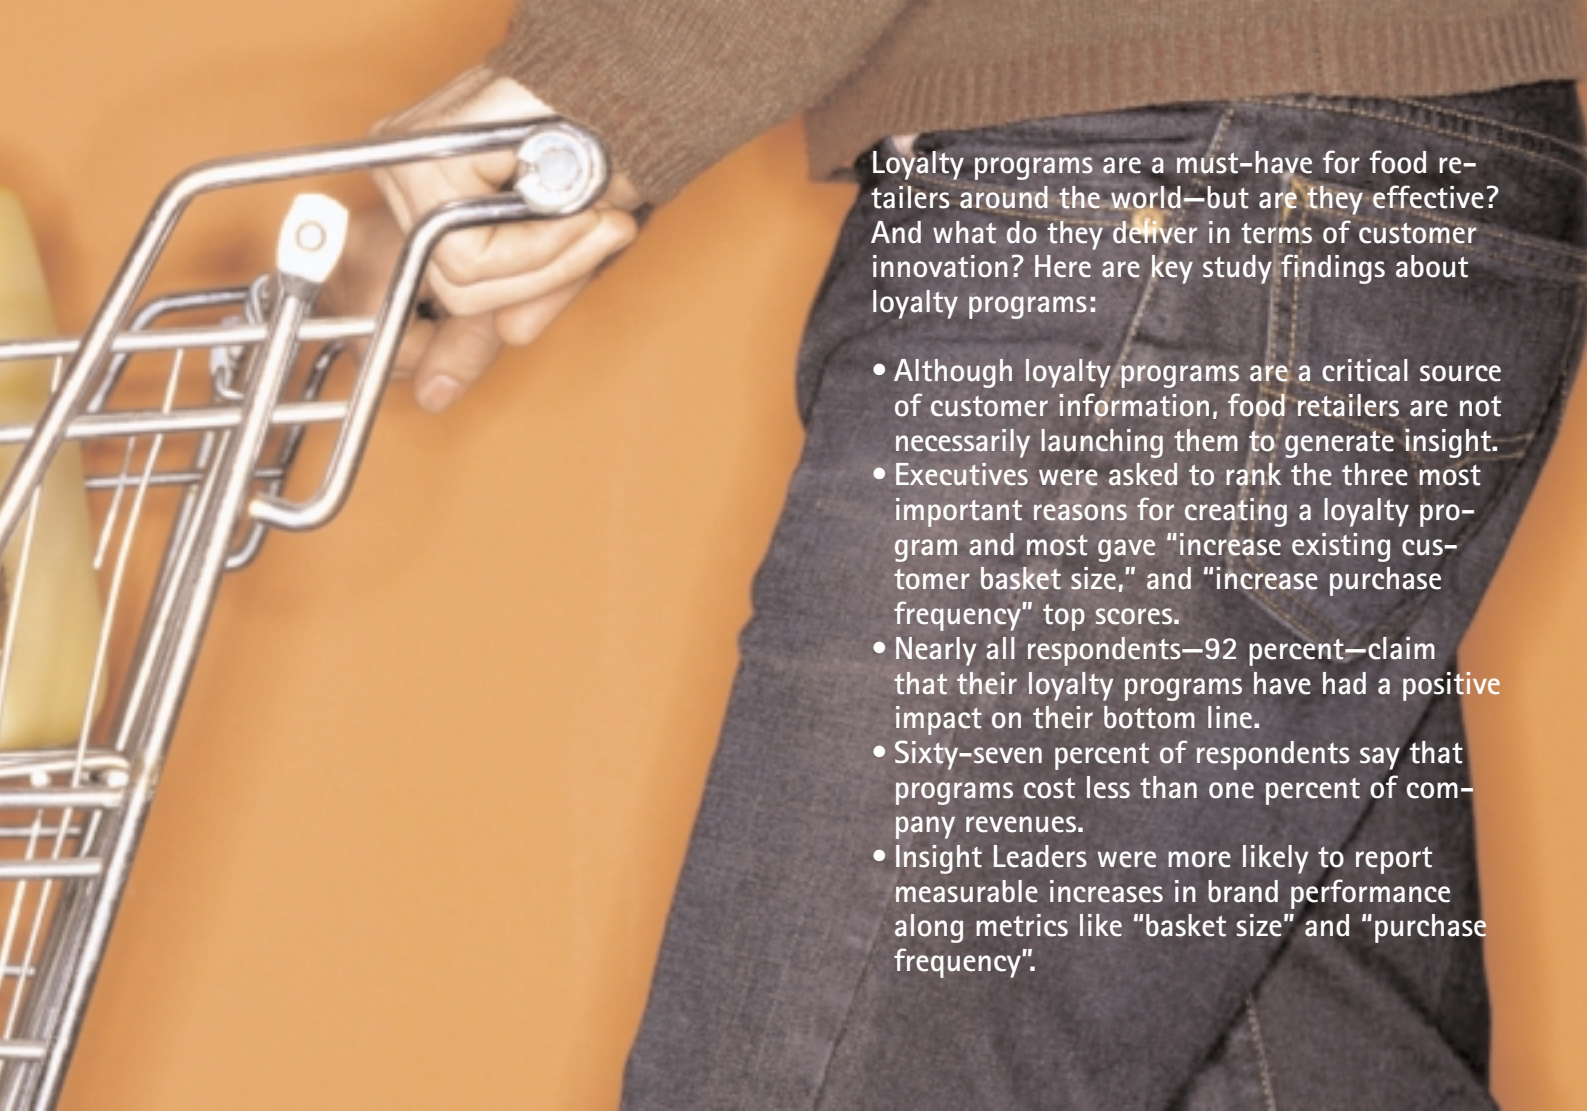 Loyalty programs are a must-have for food re-
tailers around the world—but are they effective?
And what do they deliver in terms of customer
innovation? Here are key study findings about
loyalty programs:
• Although loyalty programs are a critical source
of customer information, food retailers are not
necessarily launching them to generate insight.
• Executives were asked to rank the three most
important reasons for creating a loyalty pro-
gram and most gave "increase existing cus-
tomer basket size," and "increase purchase
frequency" top scores.
• Nearly all respondents—92 percent—claim
that their loyalty programs have had a positive
impact on their bottom line.
• Sixty-seven percent of respondents say that
programs cost less than one percent of com-
pany revenues.
• Insight Leaders were more likely to report
measurable increases in brand performance
along metrics like "basket size" and "purchase
frequency".